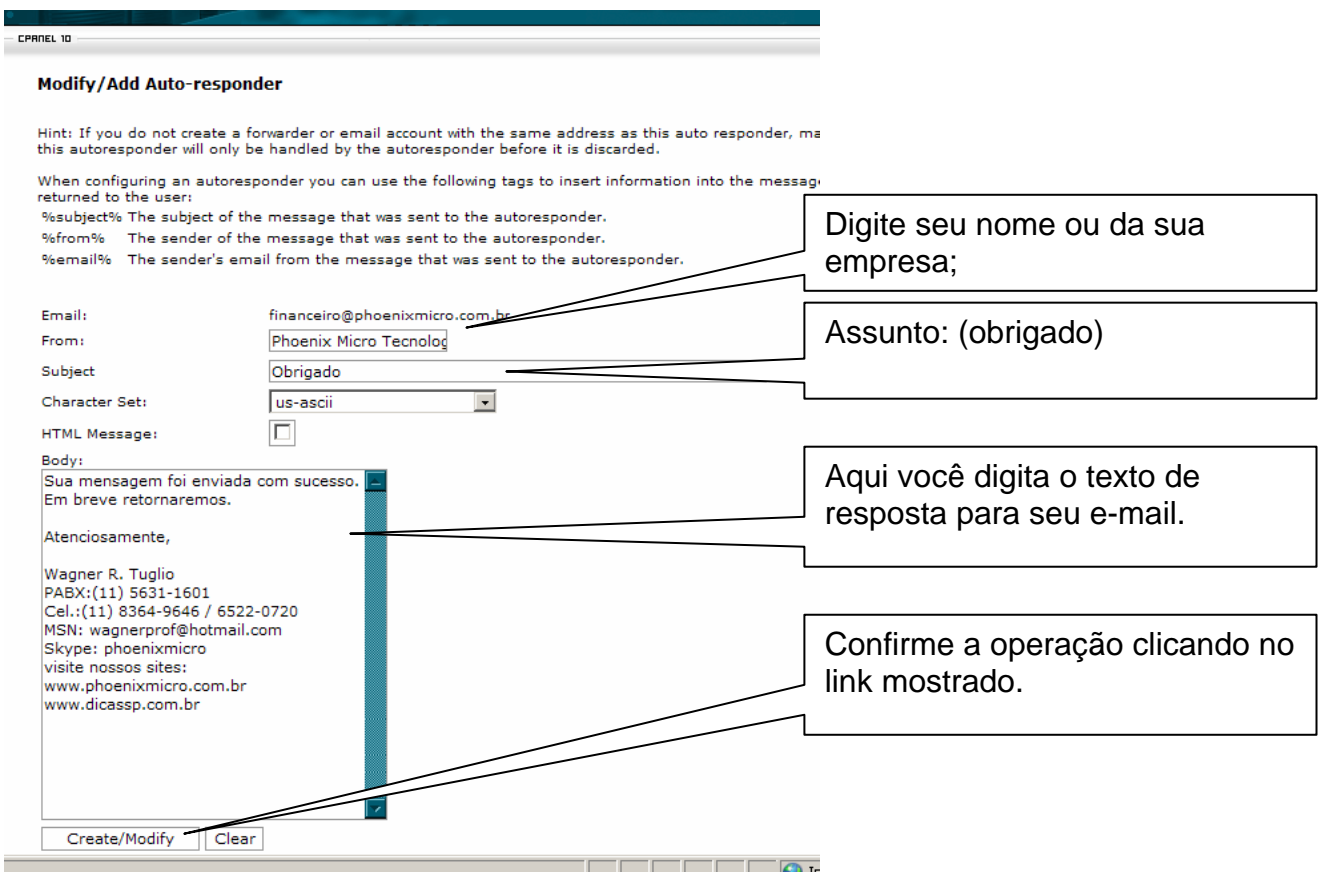 CPANEL 10
Modify/Add Auto-responder
Hint: If you do not create a forwarder or email account with the same address as this auto responder,
this autoresponder will only be handled by the autoresponder before it is discarded.
When configuring an autoresponder you can use the following tags to insert information into the
returned to the user:
%subject% The subject of the message that was sent to the autoresponder.
%from% The sender of the message that was sent to the autoresponder.
%email% The sender's email from the message that was sent to the autoresponder.
Digite seu nome ou da sua
empresa;
Email: financeiro@phoenixmicro.com.br
From: Phoenix Micro Tecnolog
Assunto: (obrigado)
Subject Obrigado
Character Set: us-ascii
HTML Message:
Body:
Sua mensagem foi enviada com sucesso.
Em breve retornaremos.
Atenciosamente,
Wagner R. Tuglio
PABX:(11) 5631-1601
Cel.:(11) 8364-9646 / 6522-0720
MSN: wagnerprof@hotmail.com
Skype: phoenixmicro
visite nossos sites:
www.phoenixmicro.com.br
www.dicassp.com.br
Aqui você digita o texto de
resposta para seu e-mail.
Confirme a operação clicando no
link mostrado.
Create/Modify Clear